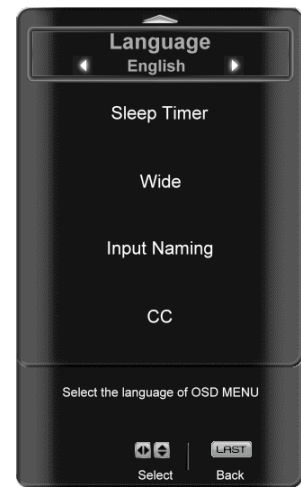 Language
English
Sleep Timer
Wide
Input Naming
CC
Select the language of OSD MENU
LAST
Select Back